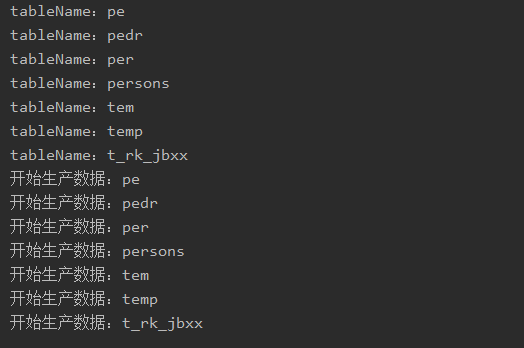 tableName：pe
tableName：pedr
tableName：per
tableName：persons
tableName：tem
tableName：temp
tableName：t_rk_jbxx
开始生产数据：pe
开始生产数据：pedr
开始生产数据：per
开始生产数据：persons
开始生产数据：tem
开始生产数据：temp
开始生产数据：t_rk_jbxx